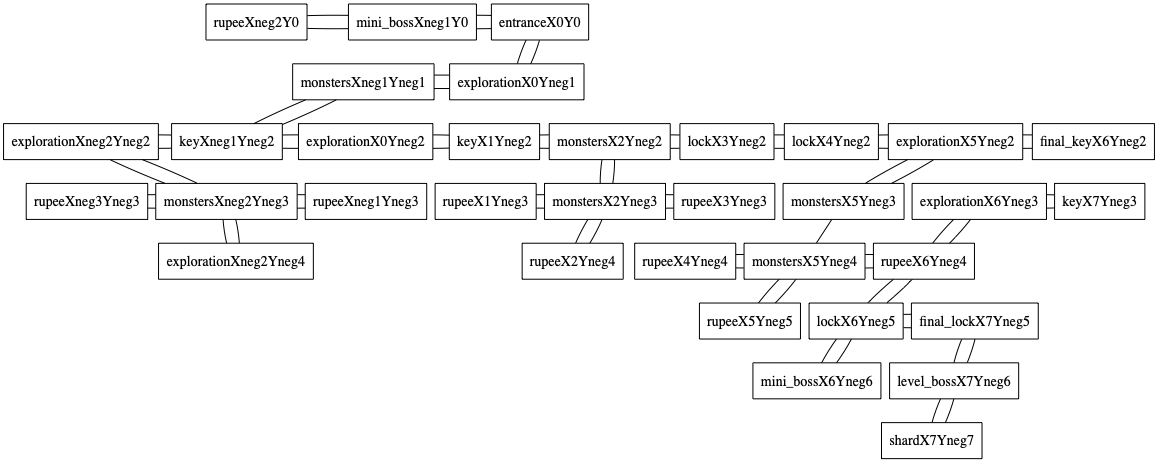 rupeeXneg2Y0
mini_bossXneg1Y0
entranceX0Y0
monstersXneg1Yneg1
explorationX0Yneg1
explorationXneg2Yneg2
keyXneg1Yneg2
explorationX0Yneg2
keyX1Yneg2
monstersX2Yneg2
lockX3Yneg2
lockX4Yneg2
explorationX5Yneg2
final_keyX6Yneg2
rupeeXneg3Yneg3
monstersXneg2Yneg3
rupeeXneg1Yneg3
rupeeX1Yneg3
monstersX2Yneg3
rupeeX3Yneg3
monstersX5Yneg3
explorationX6Yneg3
keyX7Yneg3
explorationXneg2Yneg4
rupeeX2Yneg4
rupeeX4Yneg4
monstersX5Yneg4
rupeeX6Yneg4
rupeeX5Yneg5
lockX6Yneg5
final_lockX7Yneg5
mini_bossX6Yneg6
level_bossX7Yneg6
shardX7Yneg7